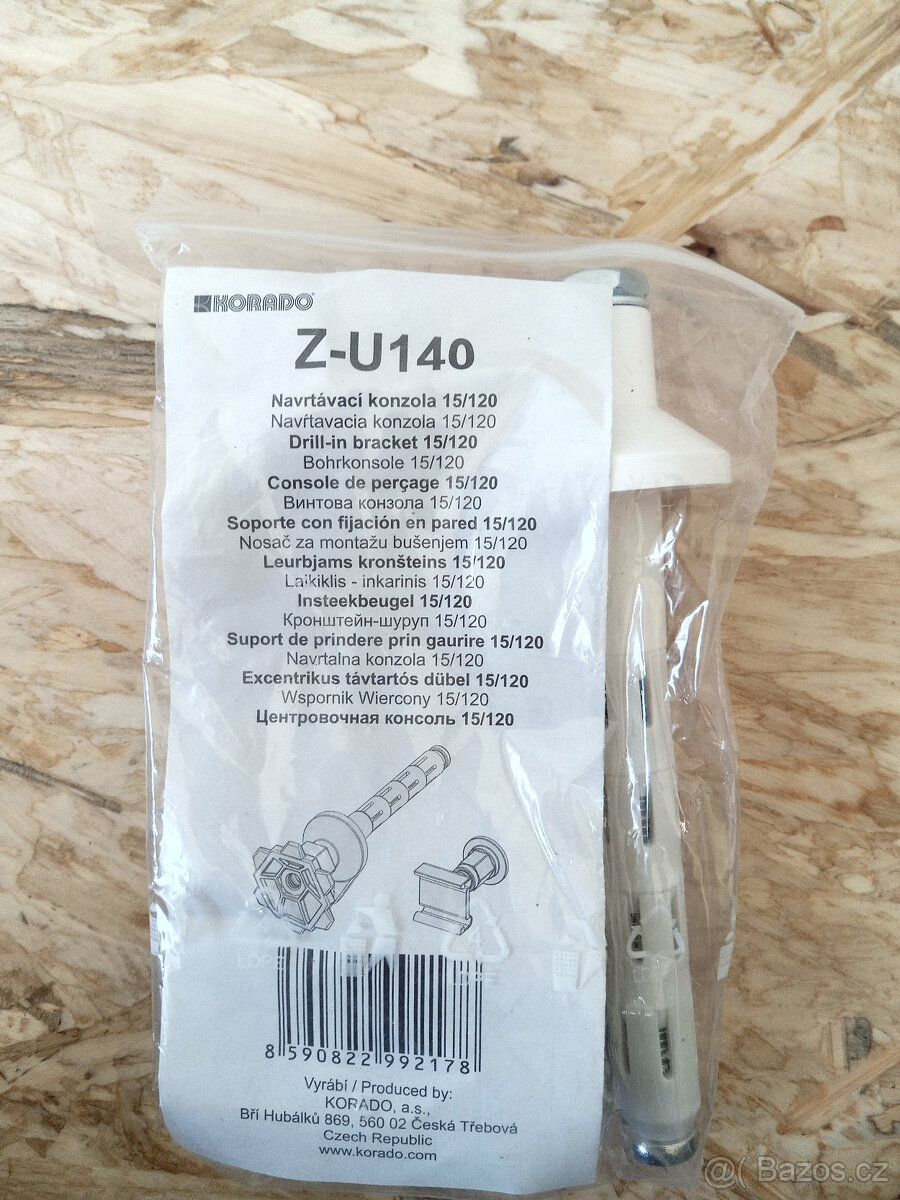 KORADO
Z-U140
Navrtávací konzola 15/120
Navŕtavacia konzola 15/120
Drill-in bracket 15/120
Bohrkonsole 15/120
Console de perçage 15/120
Винтова конзола 15/120
Soporte con fijación en pared 15/120
Nosač za montažu bušenjem 15/120
Leurbjams kronšteins 15/120
Laikiklis - inkarinis 15/120
Insteekbeugel 15/120
Кронштейн-шуруп 15/120
Suport de prindere prin gaurire 15/120
Navrtalna konzola 15/120
Excentrikus távtartós dübel 15/120
Wspornik Wiercony 15/120
Центровочная консоль 15/120
8 590822 992178
Vyrábí / Produced by:
KORADO, a.s.,
Bří Hubálků 869, 560 02 Česká Třebová
Czech Republic
www.korado.com
@( Bazos.cz